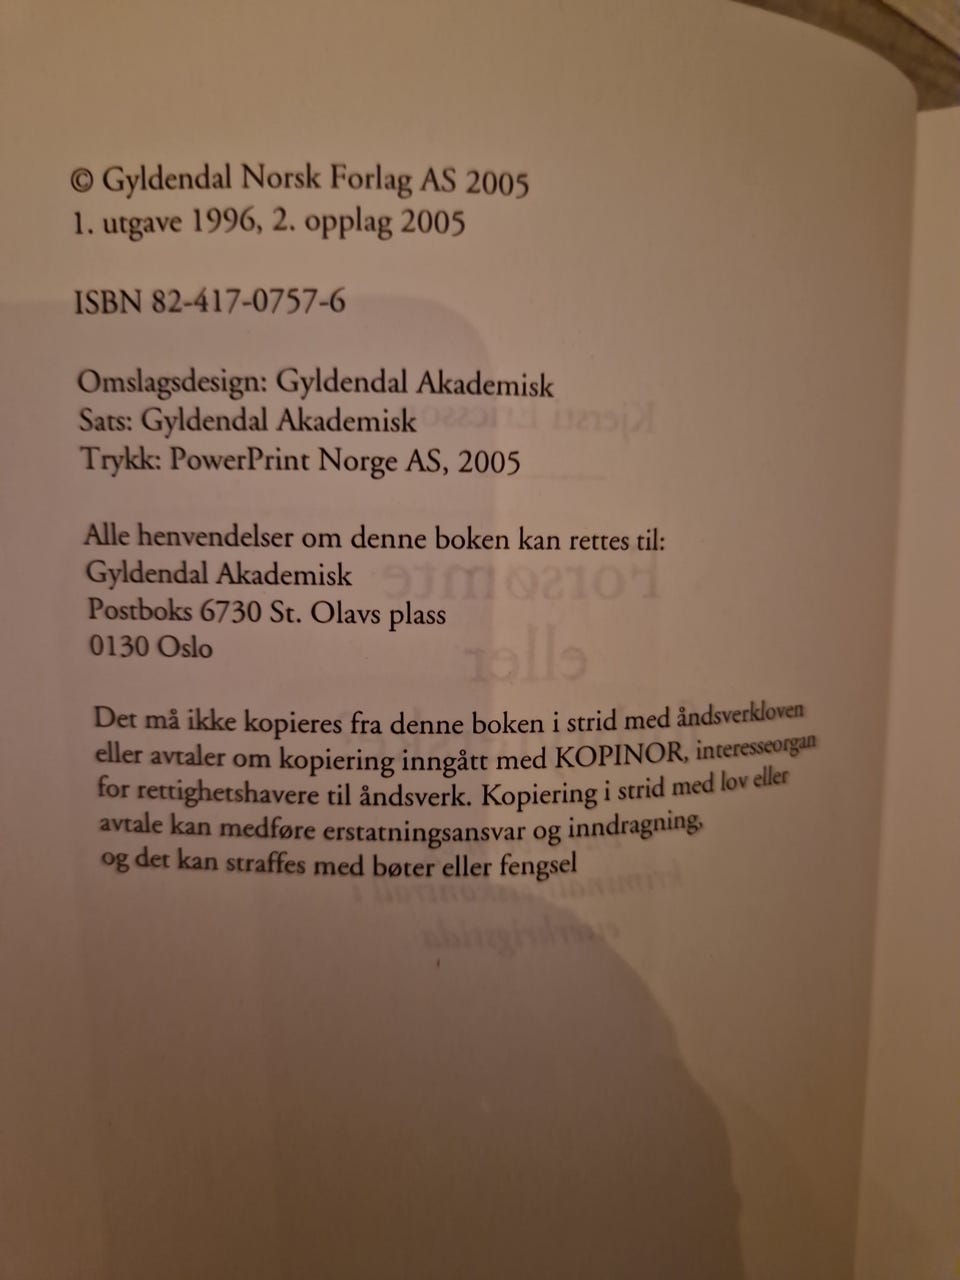 © Gyldendal Norsk Forlag AS 2005
1. utgave 1996, 2. opplag 2005
ISBN 82-417-0757-6
Omslagsdesign: Gyldendal Akademisk
Sats: Gyldendal Akademisk
Trykk: PowerPrint Norge AS, 2005
Alle henvendelser om denne boken kan rettes til:
Gyldendal Akademisk
Postboks 6730 St. Olavs plass
0130 Oslo
Det må ikke kopieres fra denne boken i strid med åndsverkloven
eller avtaler om kopiering inngått med KOPINOR, interesseorgan
for rettighetshavere til åndsverk. Kopiering i strid med lov eller
avtale kan medføre erstatningsansvar og inndragning,
og det kan straffes med bøter eller fengsel